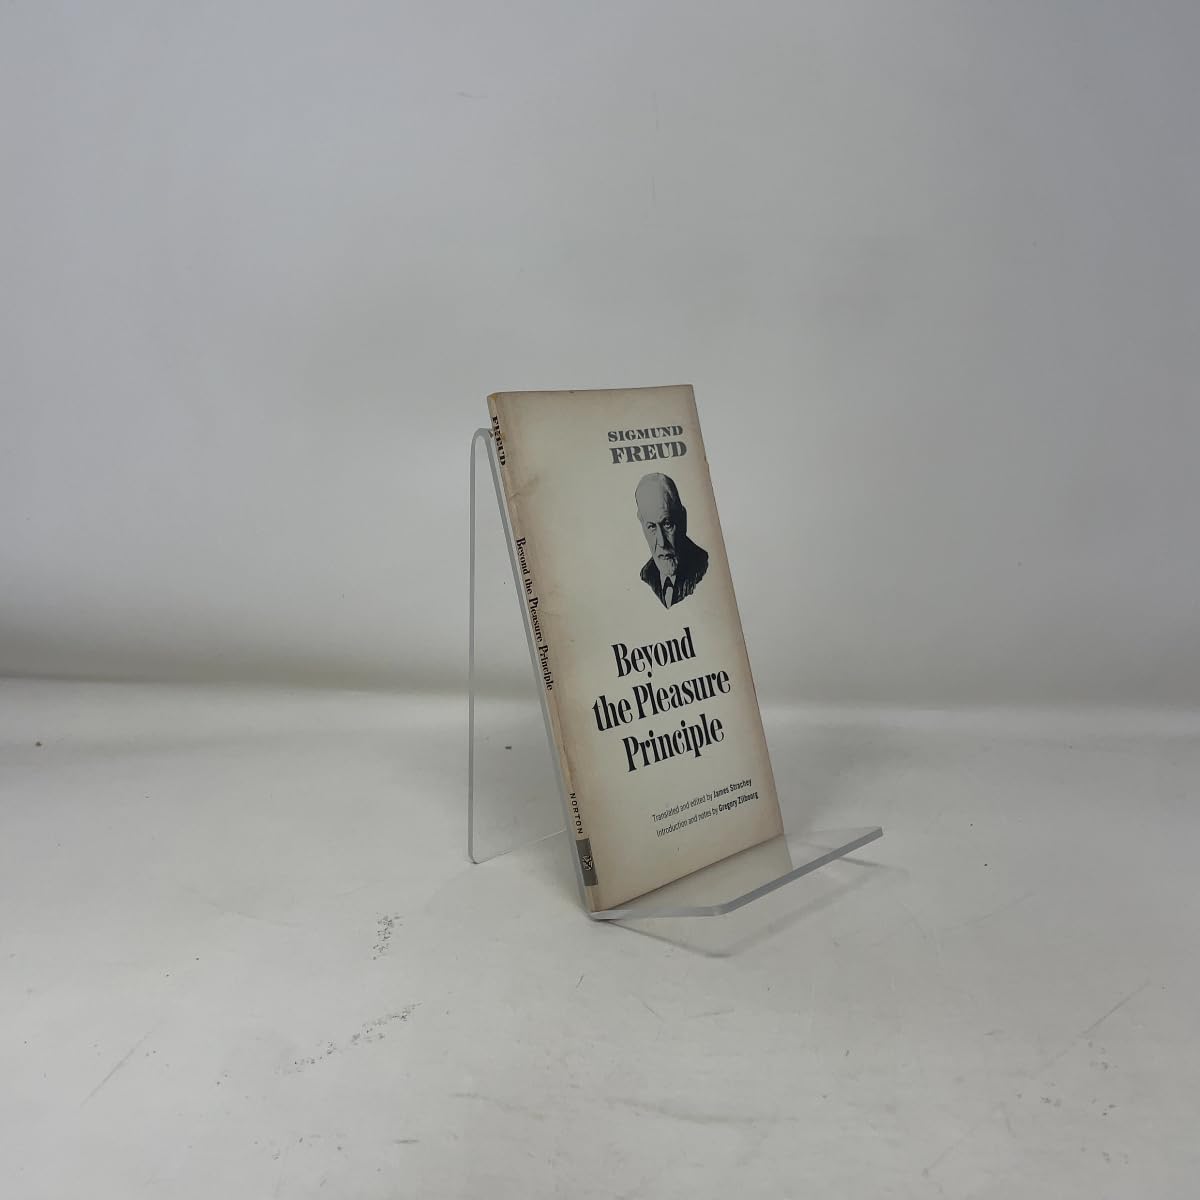 FREUD
Beyond the Pleasure Principle
NORTON
SIGMUND
FREUD
Beyond
the Pleasure
Principle
Translated and edited by James Strachey
Introduction and notes by Gregory Zilboorg